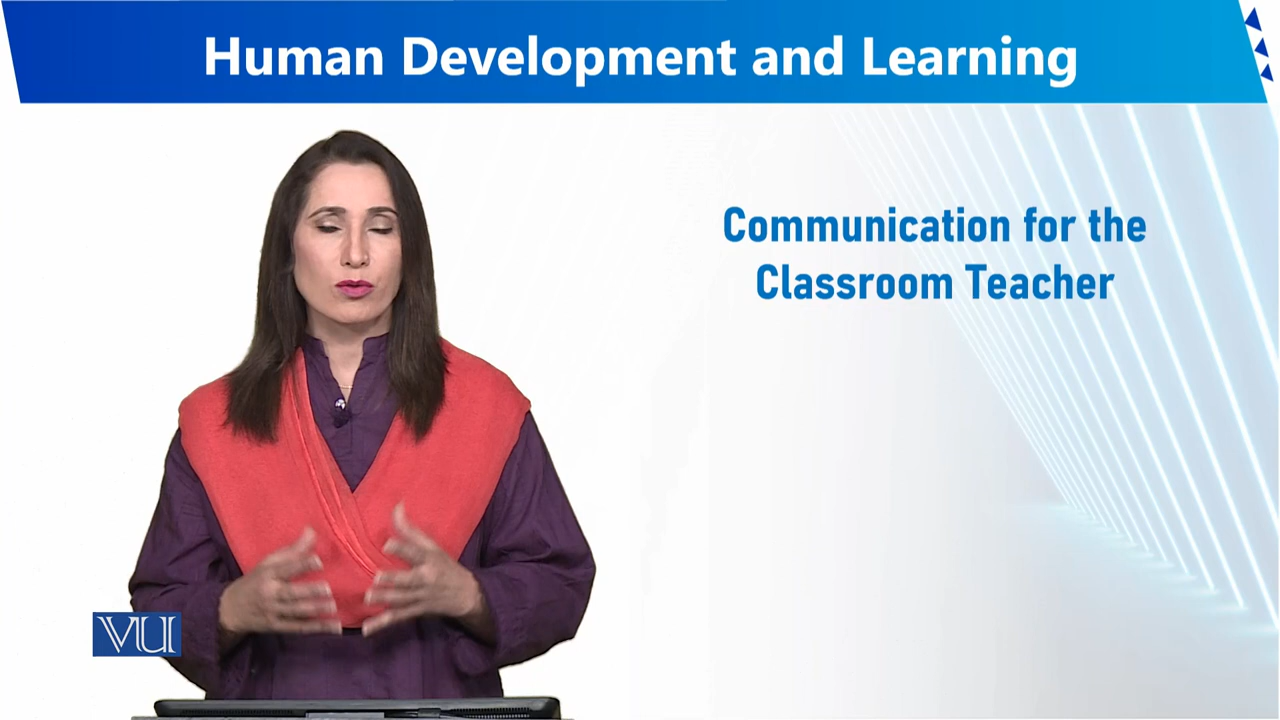 Human Development and Learning
Communication for the
Classroom Teacher
VU